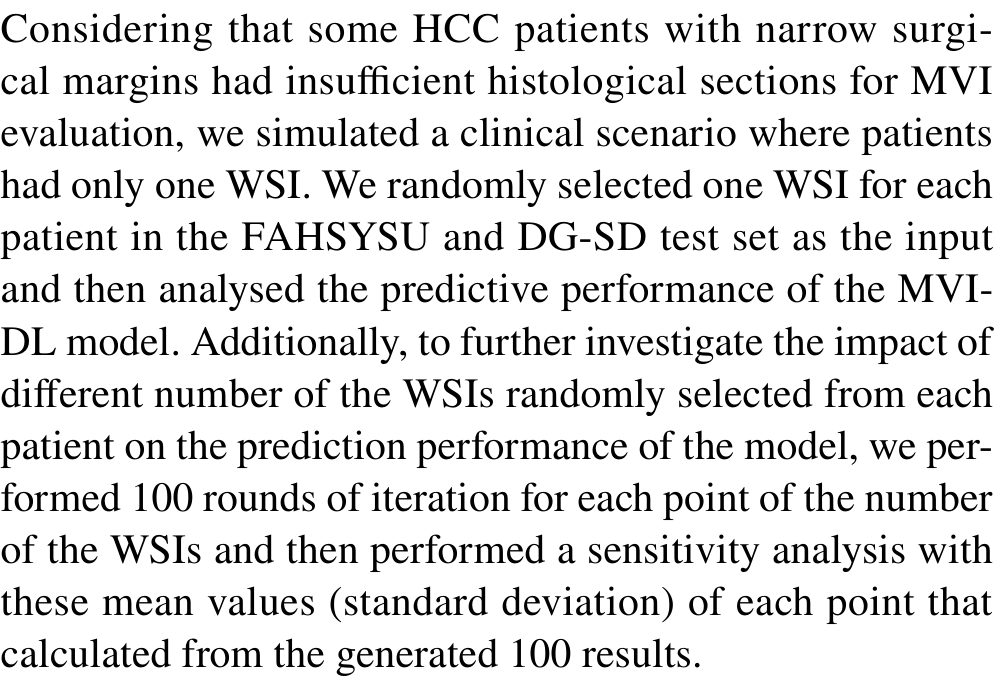 Considering that some HCC patients with narrow surgi-
cal margins had insufficient histological sections for MVI
evaluation, we simulated a clinical scenario where patients
had only one WSI. We randomly selected one WSI for each
patient in the FAHSYSU and DG-SD test set as the input
and then analysed the predictive performance of the MVI-
DL model. Additionally, to further investigate the impact of
different number of the WSIs randomly selected from each
patient on the prediction performance of the model, we per-
formed 100 rounds of iteration for each point of the number
of the WSIs and then performed a sensitivity analysis with
these mean values (standard deviation) of each point that
calculated from the generated 100 results.